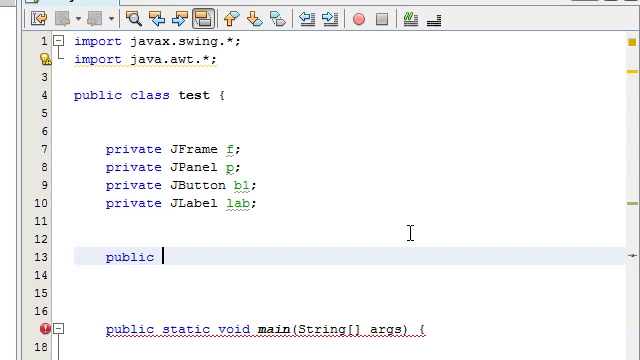 1 import javax.swing.*;
import java.awt.*;
3
4 public class test {
5
6
7 private JFrame f;
8 private JPanel p;
9 private JButton b1;
10 private JLabel lab;
11
12
13 public
14
15
16
public static void main(String[] args) {
18